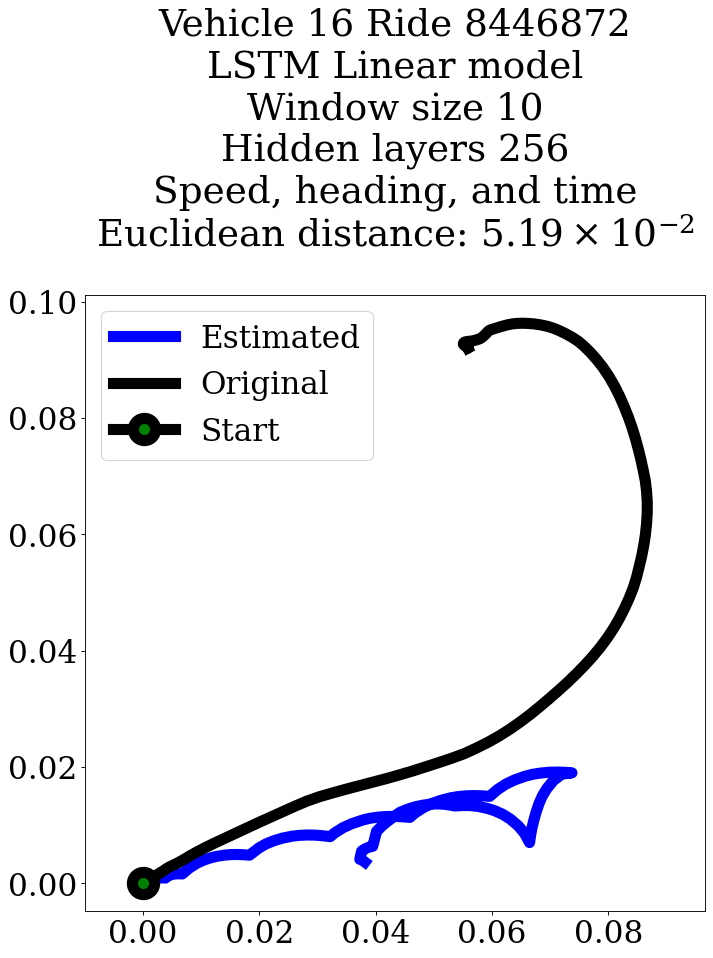 Vehicle 16 Ride 8446872
LSTM Linear model
Window size 10
Hidden layers 256
Speed, heading, and time
Euclidean distance: 5.19 × 10⁻²
0.10
0.08
0.06
0.04
0.02
0.00
Estimated
Original
Start
0.00 0.02 0.04 0.06 0.08